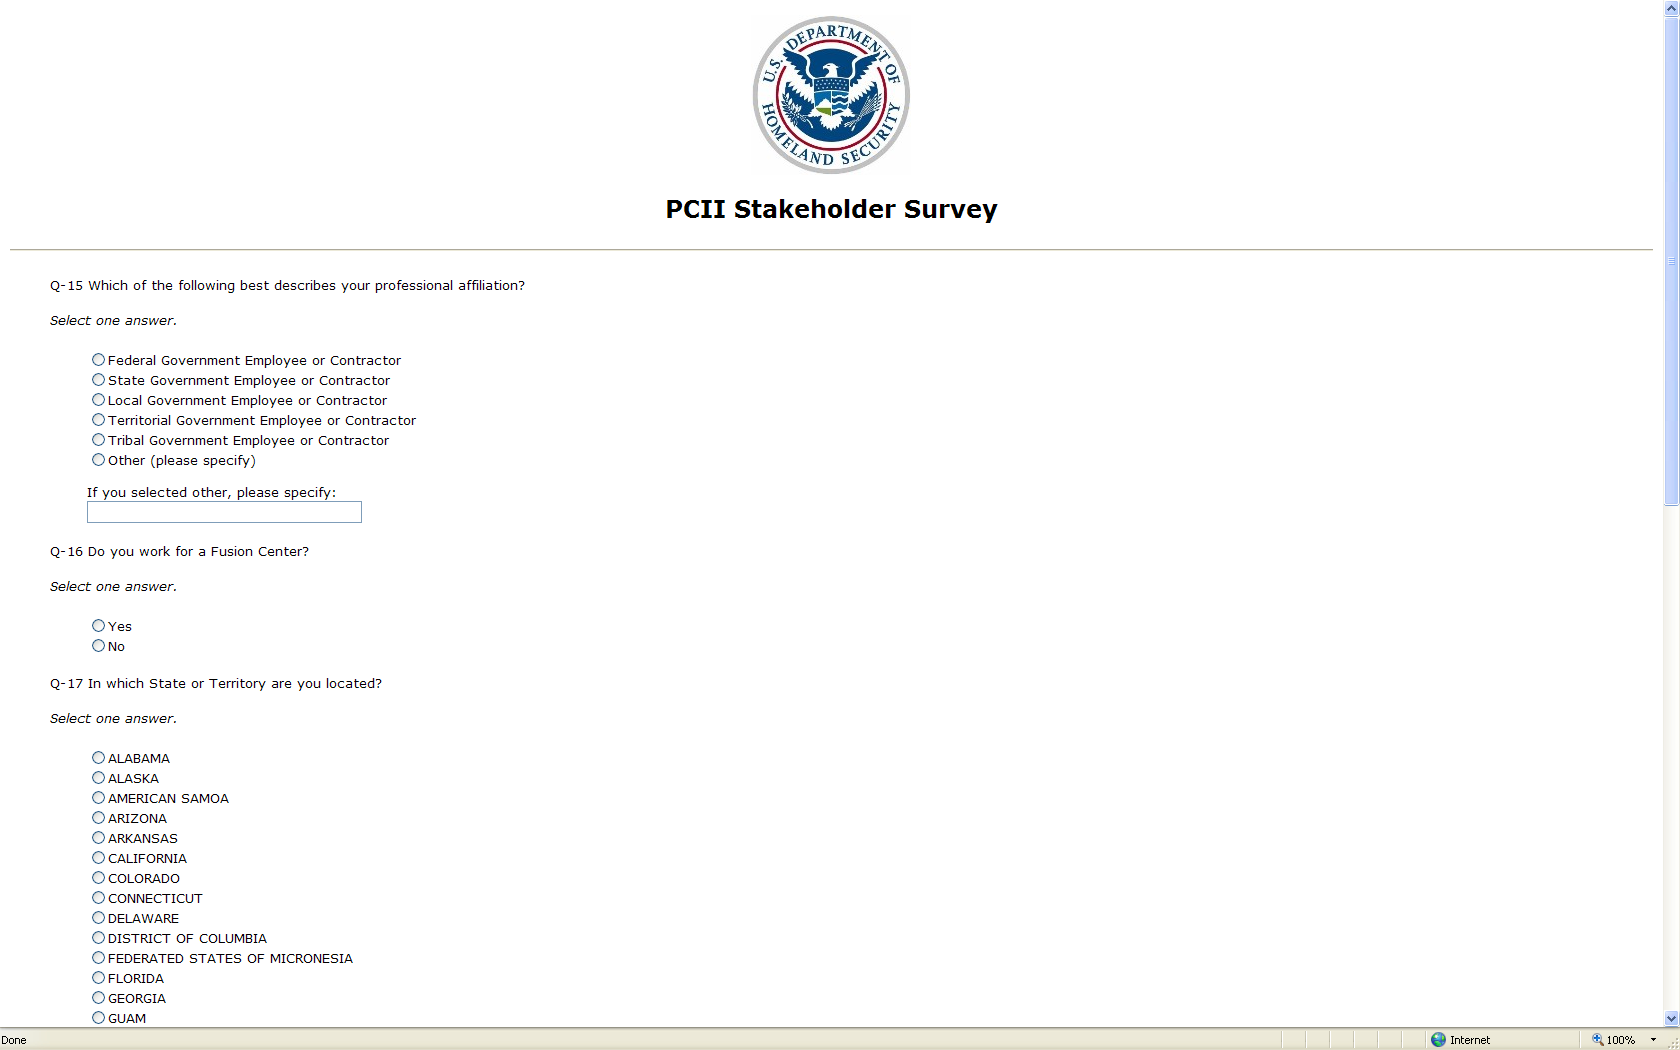 U.S. DEPARTMENT OF
HOMELAND SECURITY
PCII Stakeholder Survey
Q-15 Which of the following best describes your professional affiliation?
Select one answer.
Federal Government Employee or Contractor
State Government Employee or Contractor
Local Government Employee or Contractor
Territorial Government Employee or Contractor
Tribal Government Employee or Contractor
Other (please specify)
If you selected other, please specify:
Q-16 Do you work for a Fusion Center?
Select one answer.
Yes
No
Q-17 In which State or Territory are you located?
Select one answer.
ALABAMA
ALASKA
AMERICAN SAMOA
ARIZONA
ARKANSAS
CALIFORNIA
COLORADO
CONNECTICUT
DELAWARE
DISTRICT OF COLUMBIA
FEDERATED STATES OF MICRONESIA
FLORIDA
GEORGIA
GUAM
Done Internet 100%